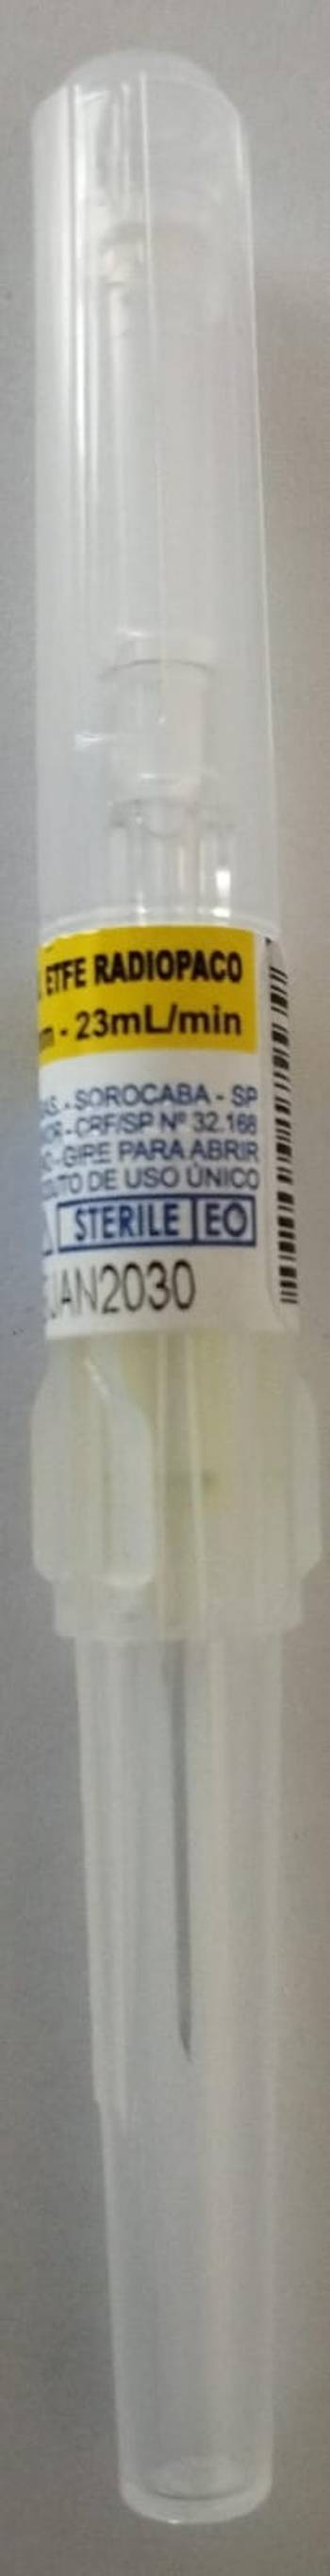 ETFE RADIOPACO
- 23mL/min
- SOROCABA - SP
- CRF/SP Nº 32.168
- GIRE PARA ABRIR
DE USO ÚNICO
STERILE EO
JAN2030